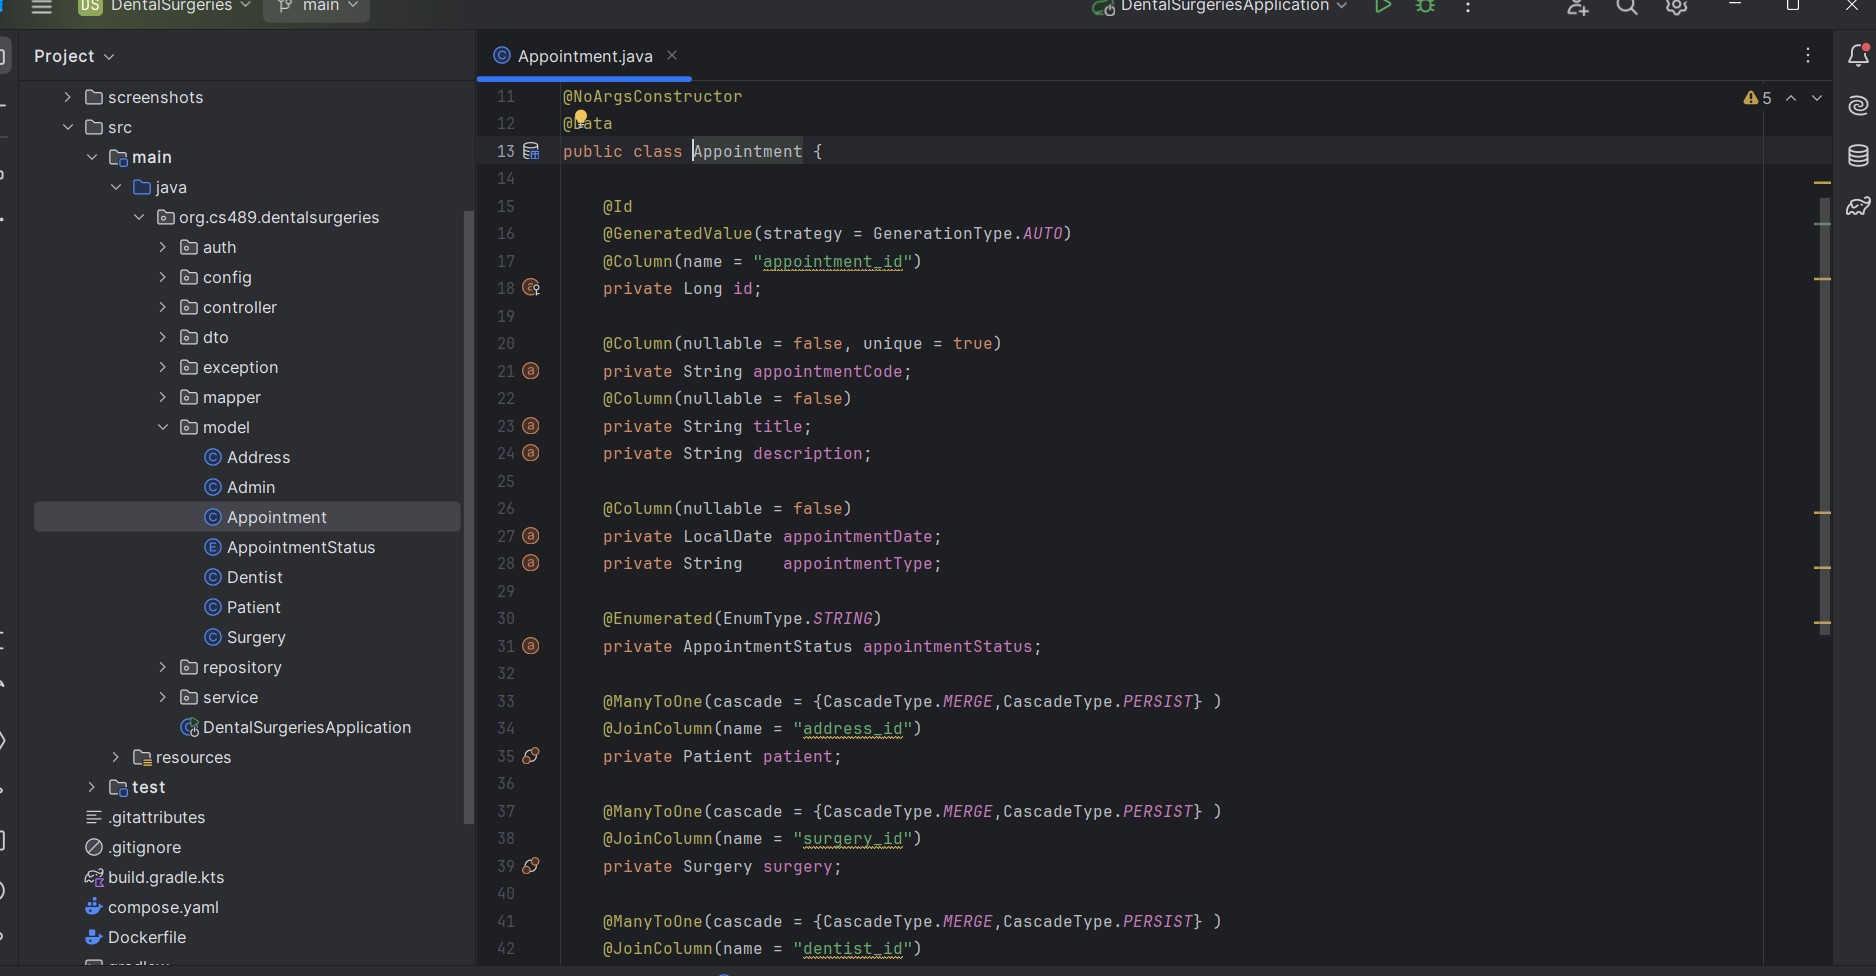 DS DentalSurgeries main DentalSurgeriesApplication
Project
screenshots
src
main
java
org.cs489.dentalsurgeries
auth
config
controller
dto
exception
mapper
model
Address
Admin
Appointment
AppointmentStatus
Dentist
Patient
Surgery
repository
service
DentalSurgeriesApplication
resources
test
.gitattributes
.gitignore
build.gradle.kts
compose.yaml
Dockerfile
Appointment.java
5
11 @NoArgsConstructor
12 @Data
13 public class Appointment {
14
15 @Id
16 @GeneratedValue(strategy = GenerationType.AUTO)
17 @Column(name = "appointment_id")
18 private Long id;
19
20 @Column(nullable = false, unique = true)
21 private String appointmentCode;
22 @Column(nullable = false)
23 private String title;
24 private String description;
25
26 @Column(nullable = false)
27 private LocalDate appointmentDate;
28 private String    appointmentType;
29
30 @Enumerated(EnumType.STRING)
31 private AppointmentStatus appointmentStatus;
32
33 @ManyToOne(cascade = {CascadeType.MERGE,CascadeType.PERSIST} )
34 @JoinColumn(name = "address_id")
35 private Patient patient;
36
37 @ManyToOne(cascade = {CascadeType.MERGE,CascadeType.PERSIST} )
38 @JoinColumn(name = "surgery_id")
39 private Surgery surgery;
40
41 @ManyToOne(cascade = {CascadeType.MERGE,CascadeType.PERSIST} )
42 @JoinColumn(name = "dentist_id")